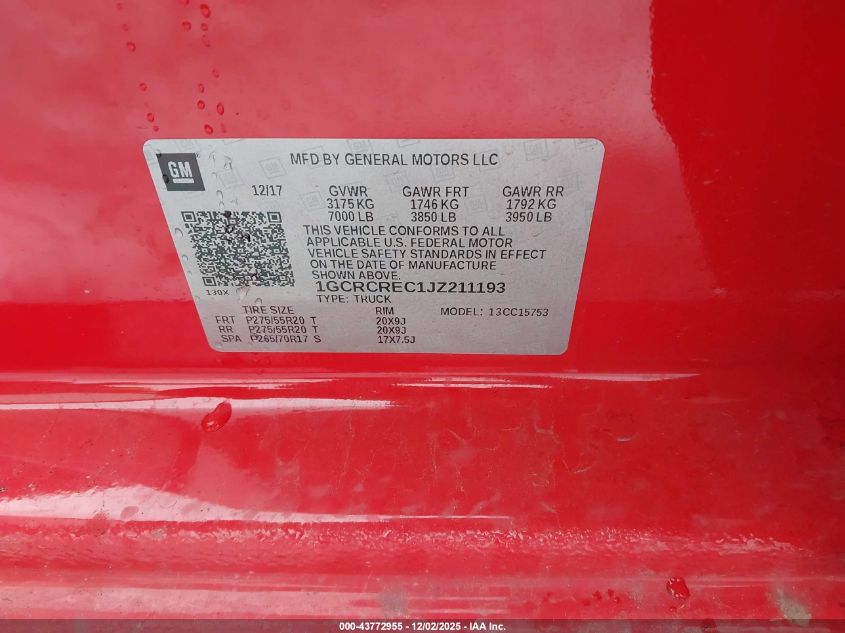 GM
MFD BY GENERAL MOTORS LLC
12/17 GVWR GAWR FRT GAWR RR
3175 KG 1746 KG 1792 KG
7000 LB 3850 LB 3950 LB
THIS VEHICLE CONFORMS TO ALL
APPLICABLE U.S. FEDERAL MOTOR
VEHICLE SAFETY STANDARDS IN EFFECT
ON THE DATE OF MANUFACTURE
SHOWN ABOVE.
130X 1GCRCREC1JZ211193
TYPE: TRUCK
TIRE SIZE RIM MODEL: 13CC15753
FRT P275/55R20 T 20X9J
RR P275/55R20 T 20X9J
SPA P265/70R17 S 17X7.5J
000-43772955 - 12/02/2025 - IAA Inc.